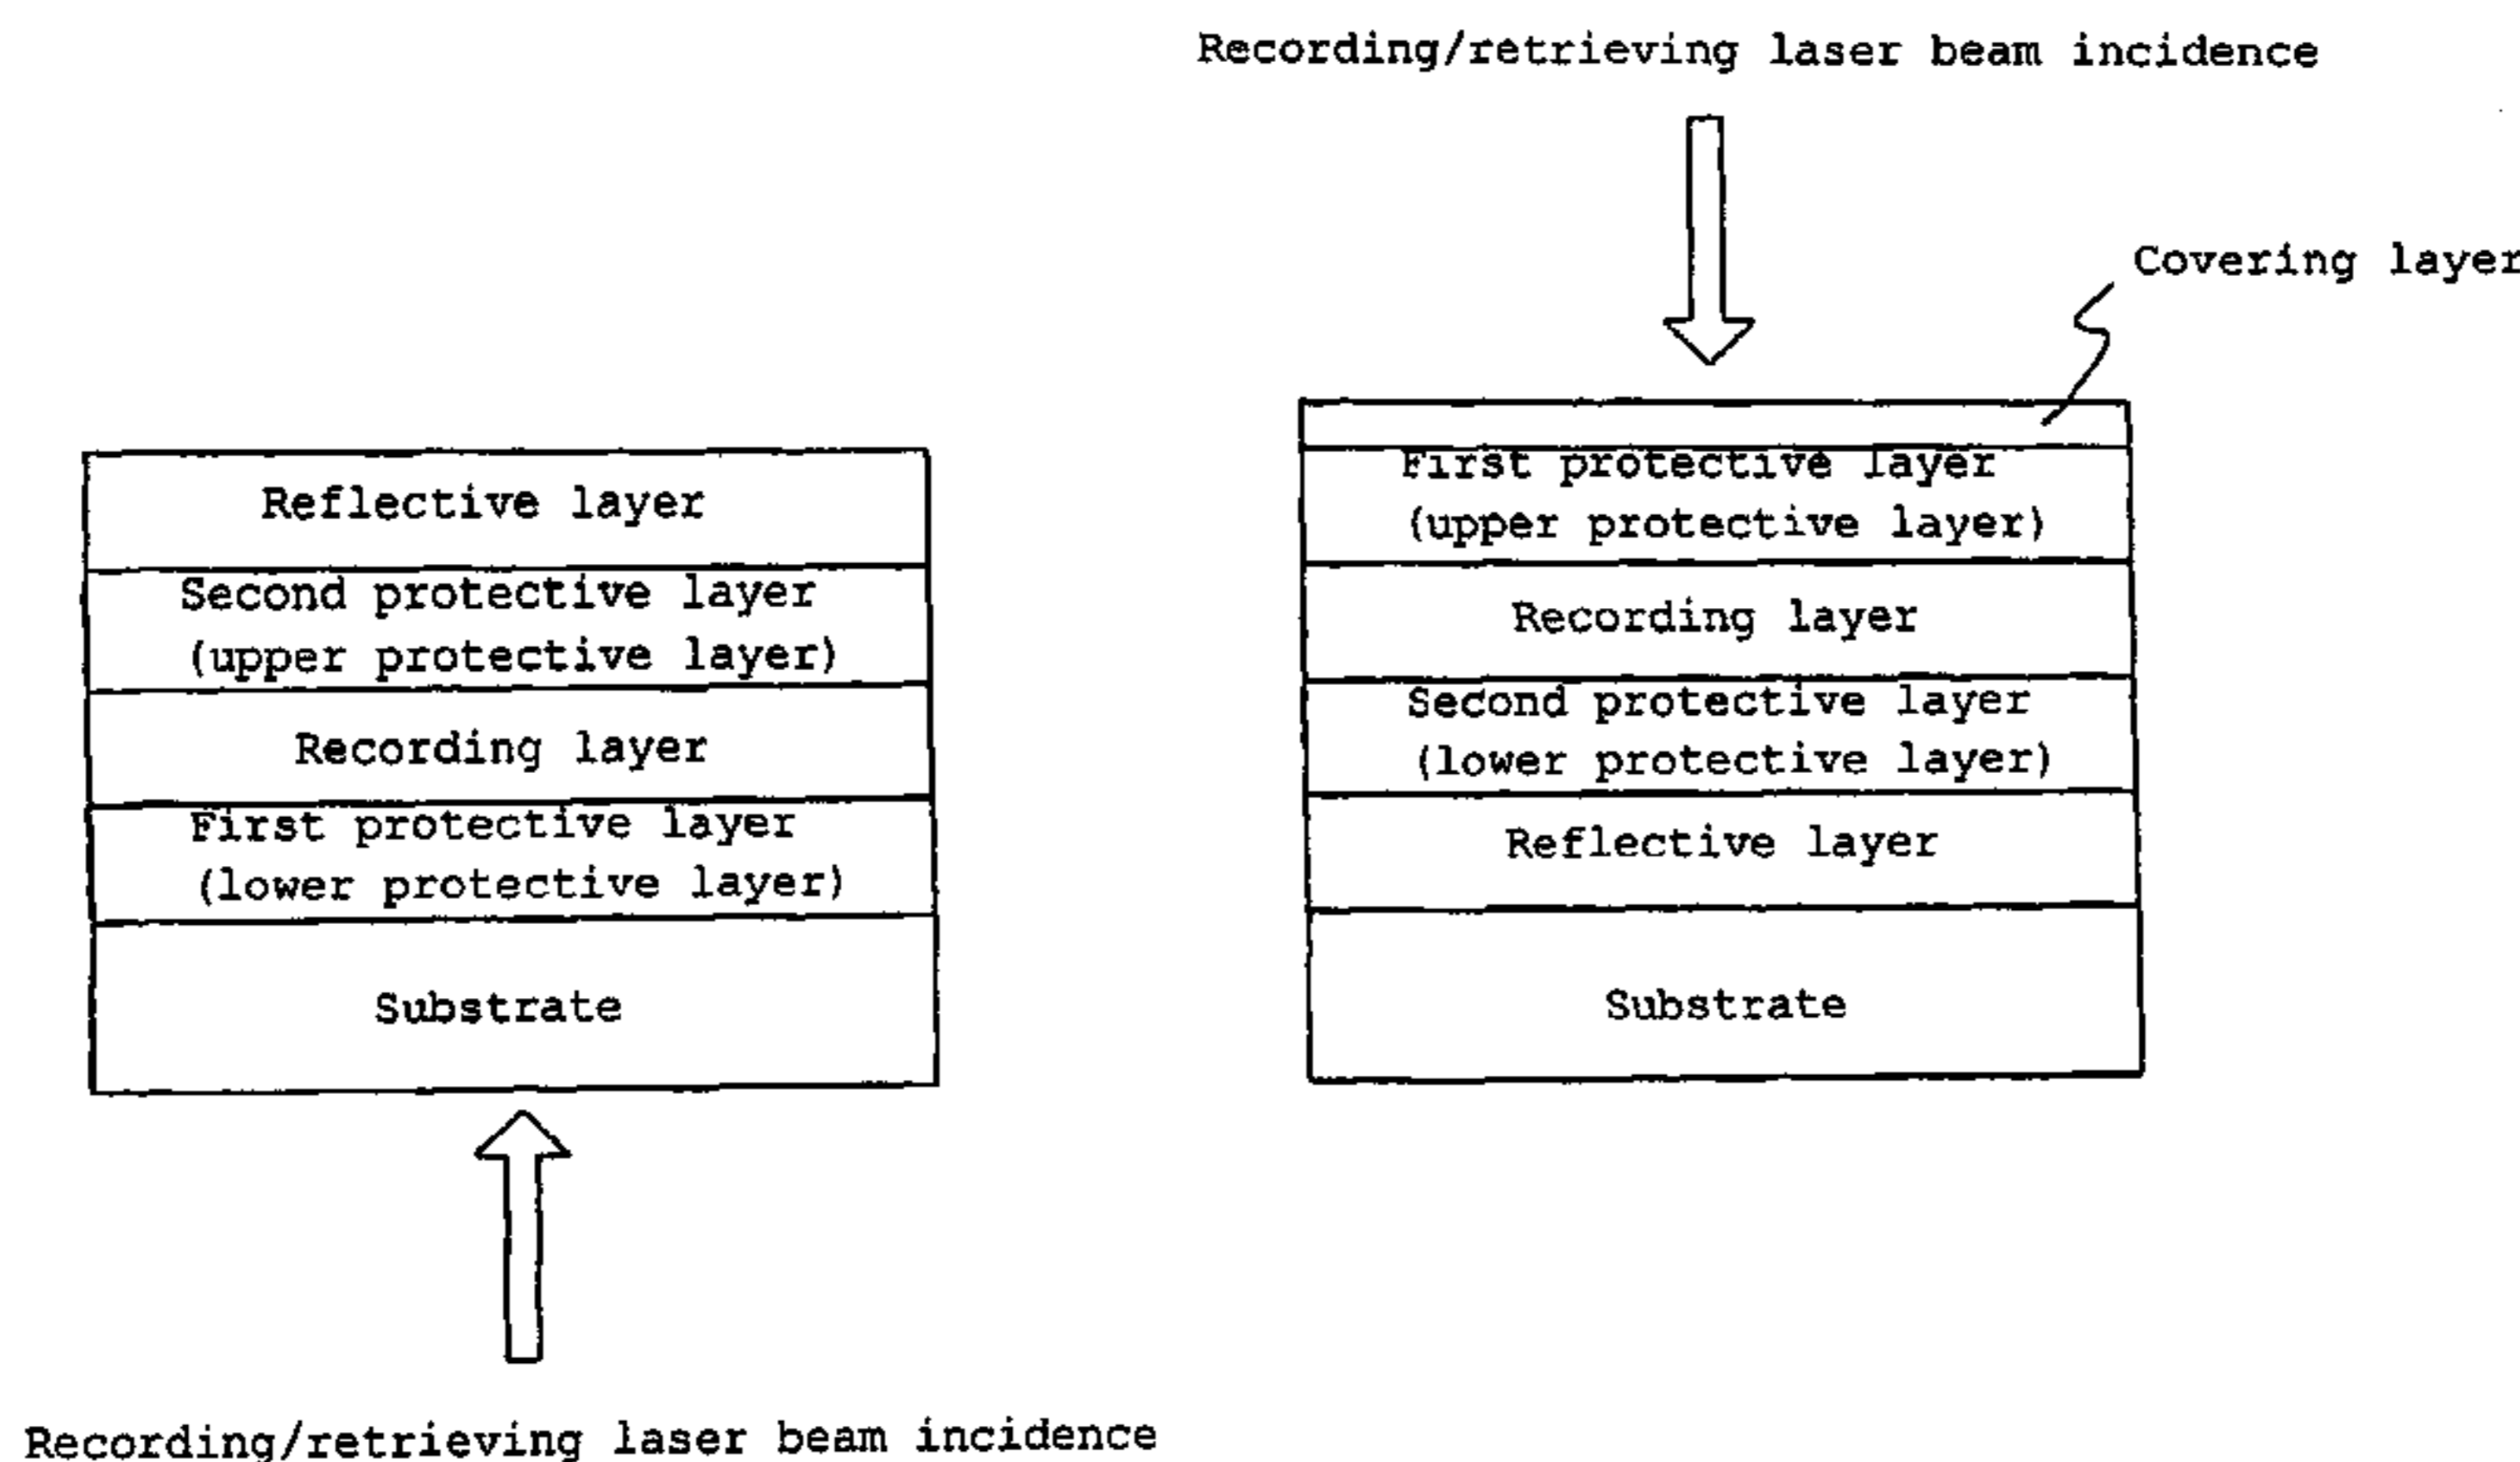 Reflective layer
Second protective layer
(upper protective layer)
Recording layer
First protective layer
(lower protective layer)
Substrate
Recording/retrieving laser beam incidence
Recording/retrieving laser beam incidence
Covering layer
First protective layer
(upper protective layer)
Recording layer
Second protective layer
(lower protective layer)
Reflective layer
Substrate